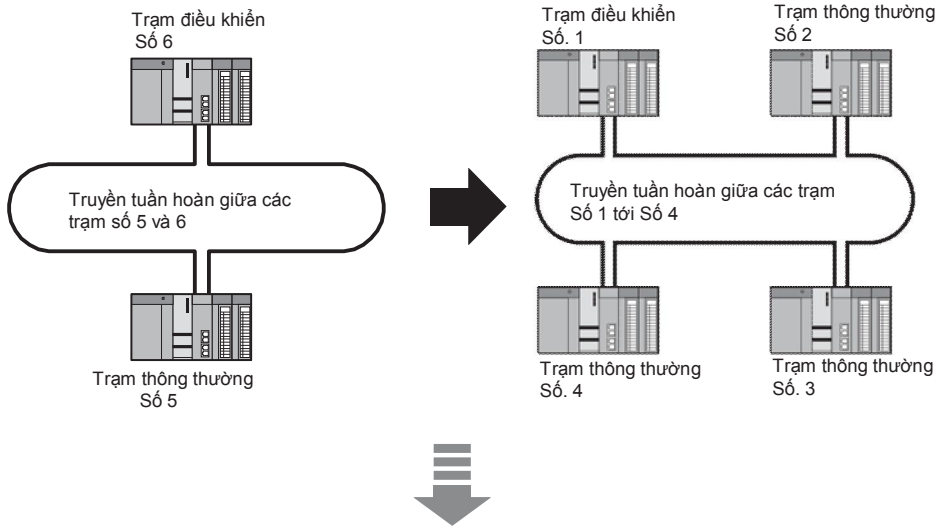 Trạm điều khiển
Số 6
Truyền tuần hoàn giữa các
trạm số 5 và 6
Trạm thông thường
Số 5
Trạm điều khiển
Số. 1
Trạm thông thường
Số 2
Truyền tuần hoàn giữa các trạm
Số 1 tới Số 4
Trạm thông thường
Số. 4
Trạm thông thường
Số. 3